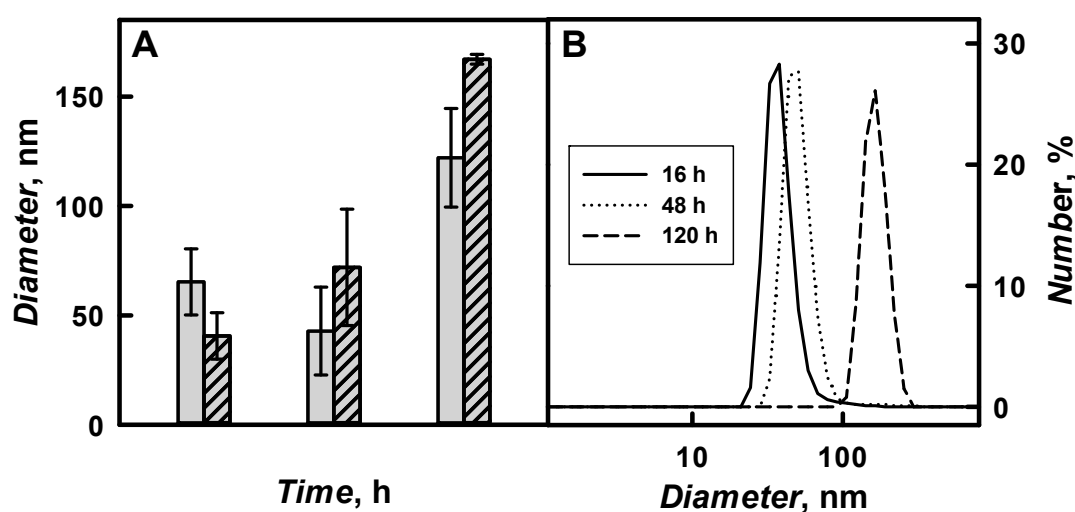 A
150
100
50
0
Diameter, nm
Time, h
B
16 h
48 h
120 h
30
20
10
0
Number, %
10 100
Diameter, nm